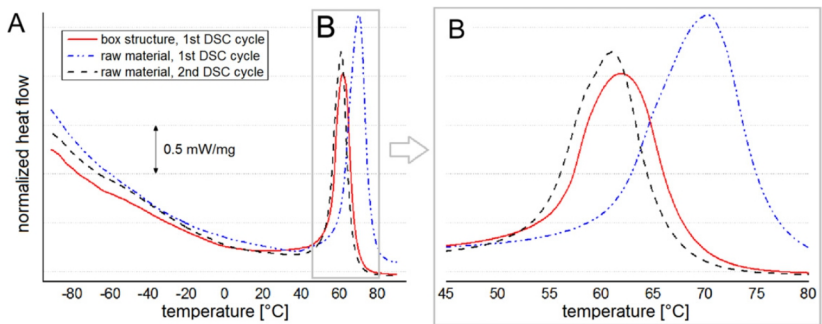 A
box structure, 1st DSC cycle
raw material, 1st DSC cycle
raw material, 2nd DSC cycle
B
0.5 mW/mg
normalized heat flow
-80 -60 -40 -20 0 20 40 60 80
temperature [°C]
B
45 50 55 60 65 70 75 80
temperature [°C]